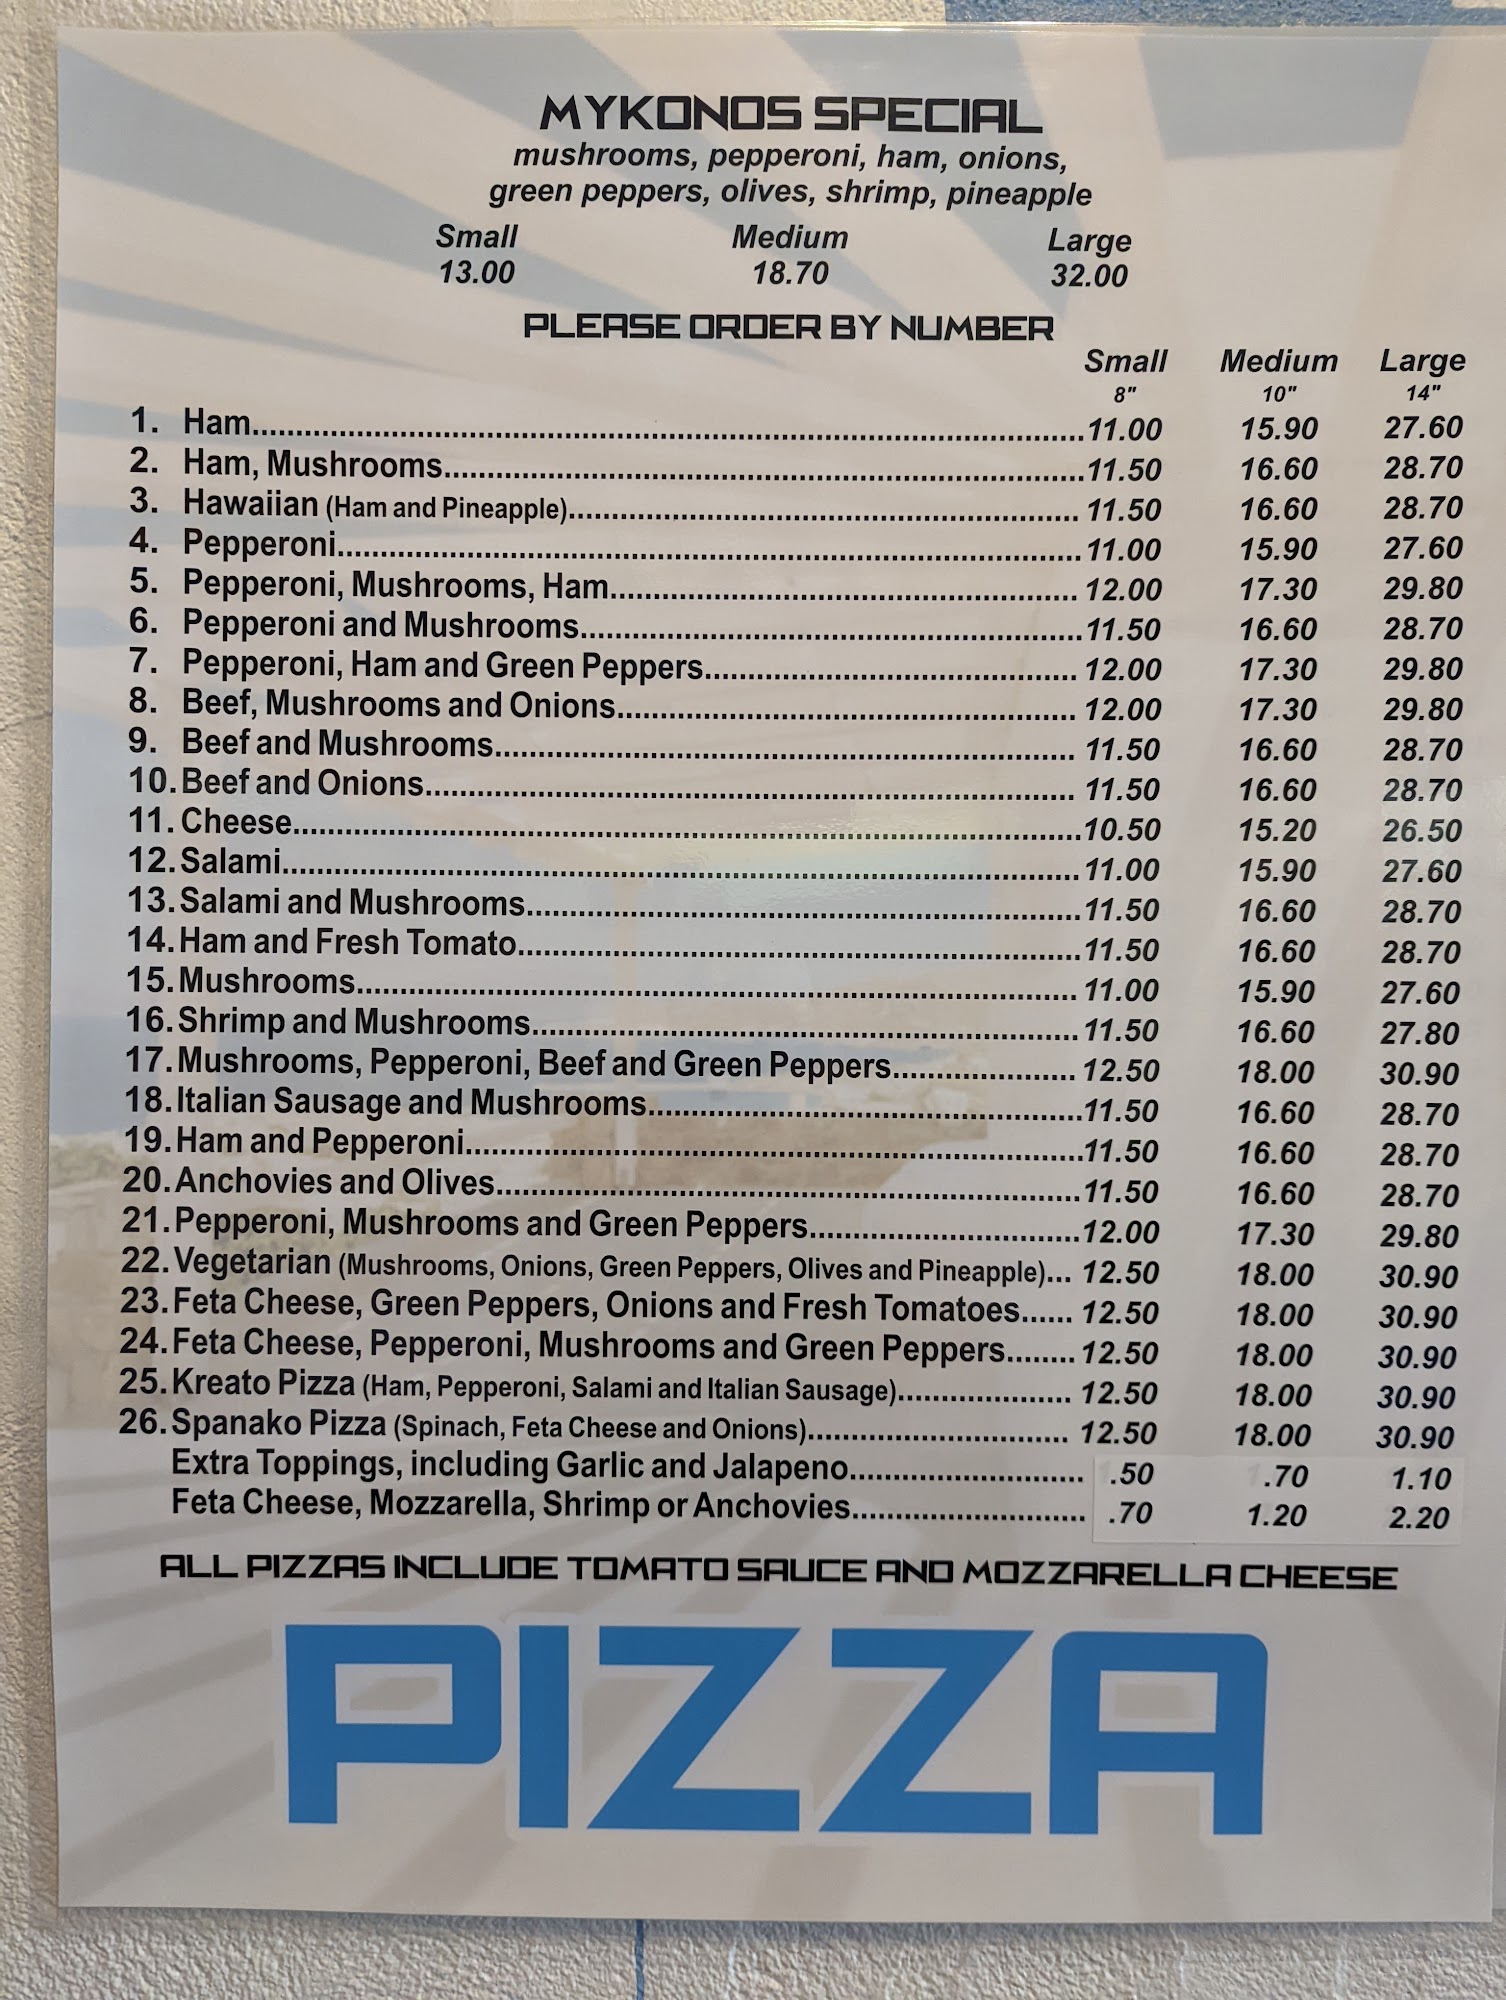 MYKONOS SPECIAL
mushrooms, pepperoni, ham, onions,
green peppers, olives, shrimp, pineapple
Small Medium Large
13.00 18.70 32.00
PLEASE ORDER BY NUMBER
Small Medium Large
8" 10" 14"
1. Ham....................11.00 15.90 27.60
2. Ham, Mushrooms....................11.50 16.60 28.70
3. Hawaiian (Ham and Pineapple)....................11.50 16.60 28.70
4. Pepperoni....................11.00 15.90 27.60
5. Pepperoni, Mushrooms, Ham....................12.00 17.30 29.80
6. Pepperoni and Mushrooms....................11.50 16.60 28.70
7. Pepperoni, Ham and Green Peppers....................12.00 17.30 29.80
8. Beef, Mushrooms and Onions....................12.00 17.30 29.80
9. Beef and Mushrooms....................11.50 16.60 28.70
10. Beef and Onions....................11.50 16.60 28.70
11. Cheese....................10.50 15.20 26.50
12. Salami....................11.00 15.90 27.60
13. Salami and Mushrooms....................11.50 16.60 28.70
14. Ham and Fresh Tomato....................11.50 16.60 28.70
15. Mushrooms....................11.00 15.90 27.60
16. Shrimp and Mushrooms....................11.50 16.60 27.80
17. Mushrooms, Pepperoni, Beef and Green Peppers....................12.50 18.00 30.90
18. Italian Sausage and Mushrooms....................11.50 16.60 28.70
19. Ham and Pepperoni....................11.50 16.60 28.70
20. Anchovies and Olives....................11.50 16.60 28.70
21. Pepperoni, Mushrooms and Green Peppers....................12.00 17.30 29.80
22. Vegetarian (Mushrooms, Onions, Green Peppers, Olives and Pineapple)... 12.50 18.00 30.90
23. Feta Cheese, Green Peppers, Onions and Fresh Tomatoes...... 12.50 18.00 30.90
24. Feta Cheese, Pepperoni, Mushrooms and Green Peppers........ 12.50 18.00 30.90
25. Kreato Pizza (Ham, Pepperoni, Salami and Italian Sausage)................... 12.50 18.00 30.90
26. Spanako Pizza (Spinach, Feta Cheese and Onions).................... 12.50 18.00 30.90
Extra Toppings, including Garlic and Jalapeno.................... .50 .70 1.10
Feta Cheese, Mozzarella, Shrimp or Anchovies.................... .70 1.20 2.20
ALL PIZZAS INCLUDE TOMATO SAUCE AND MOZZARELLA CHEESE
PIZZA